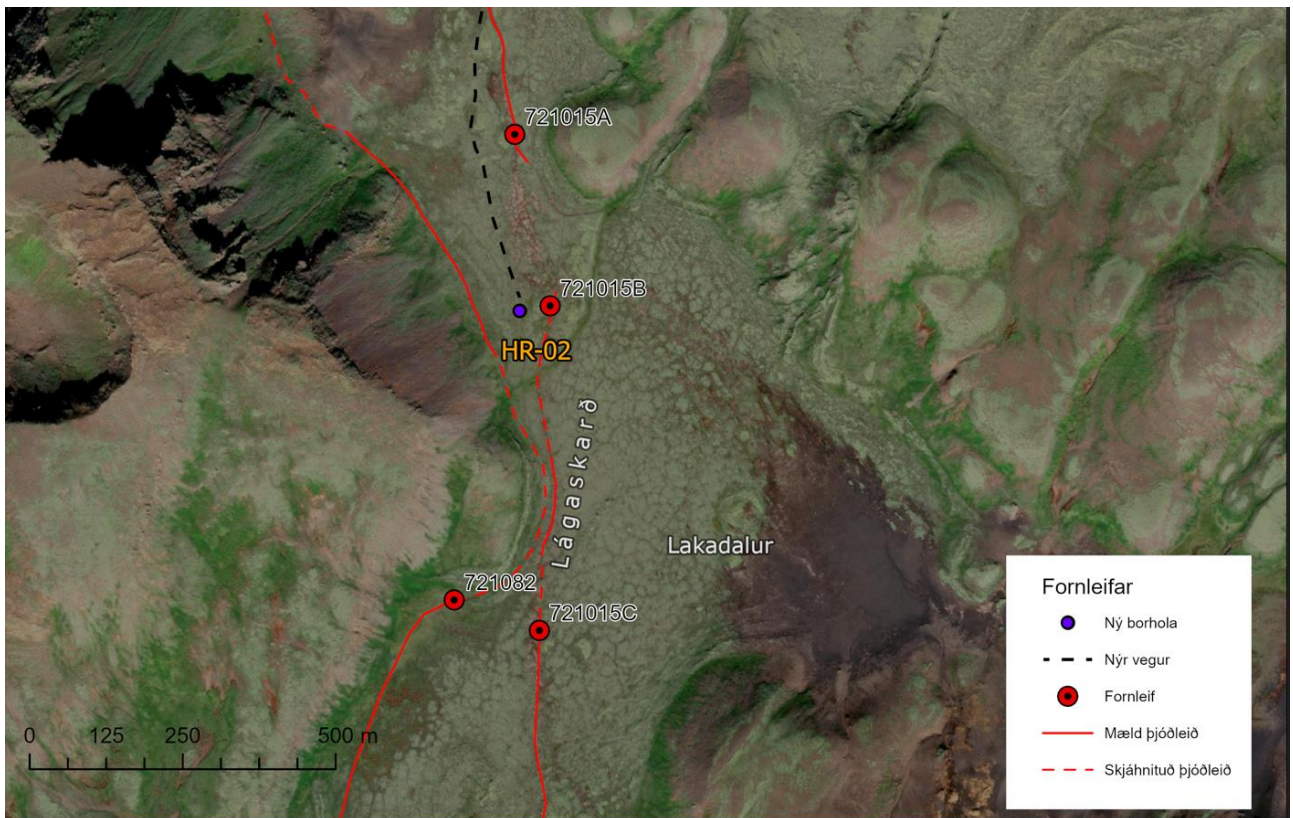 721015A
721015B
HR-02
Lágaskarð
Lakadalur
721082
721015C
0 125 250 500 m
Fornleifar
Ný borhola
Nýr vegur
Fornleif
Mæld þjóðleið
Skjáhnituð þjóðleið